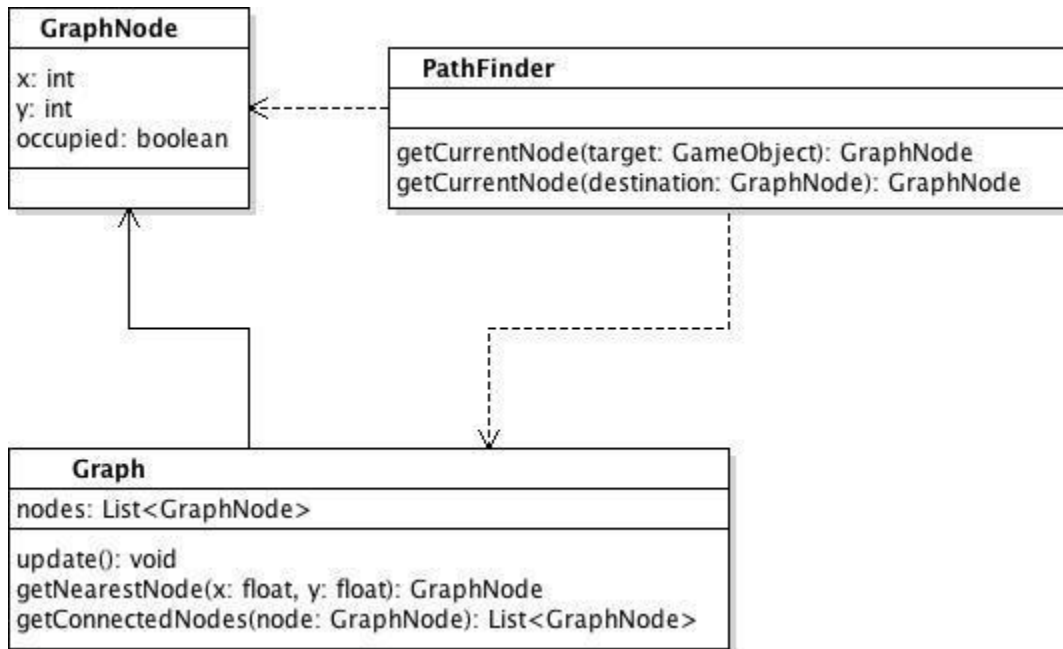 GraphNode
x: int
y: int
occupied: boolean
PathFinder
getCurrentNode(target: GameObject): GraphNode
getCurrentNode(destination: GraphNode): GraphNode
Graph
nodes: List<GraphNode>
update(): void
getNearestNode(x: float, y: float): GraphNode
getConnectedNodes(node: GraphNode): List<GraphNode>